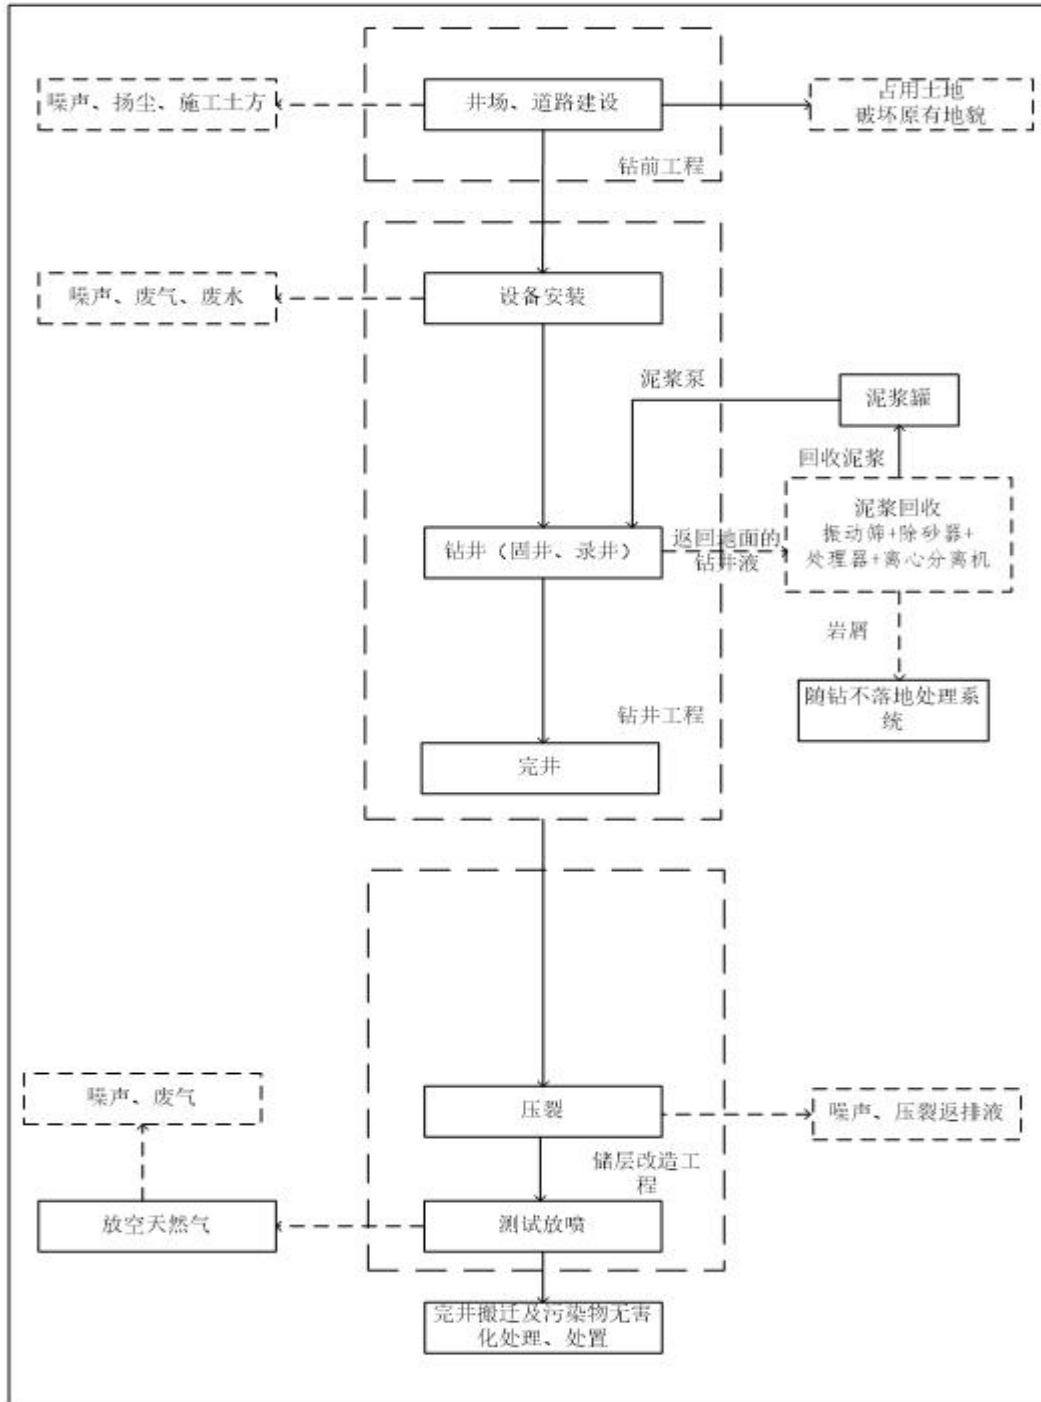 噪声、扬尘、施工土方
井场、道路建设
占用土地
破坏原有地貌
钻前工程
噪声、废气、废水
设备安装
泥浆泵
泥浆罐
回收泥浆
泥浆回收
振动筛+除砂器+
处理器+离心分离机
钻井（固井、录井）
返回地面的
钻井液
岩屑
随钻不落地处理系
统
钻井工程
完井
噪声、废气
压裂
噪声、压裂返排液
储层改造工
程
放空天然气
测试放喷
完井搬迁及污染物无害
化处理、处置